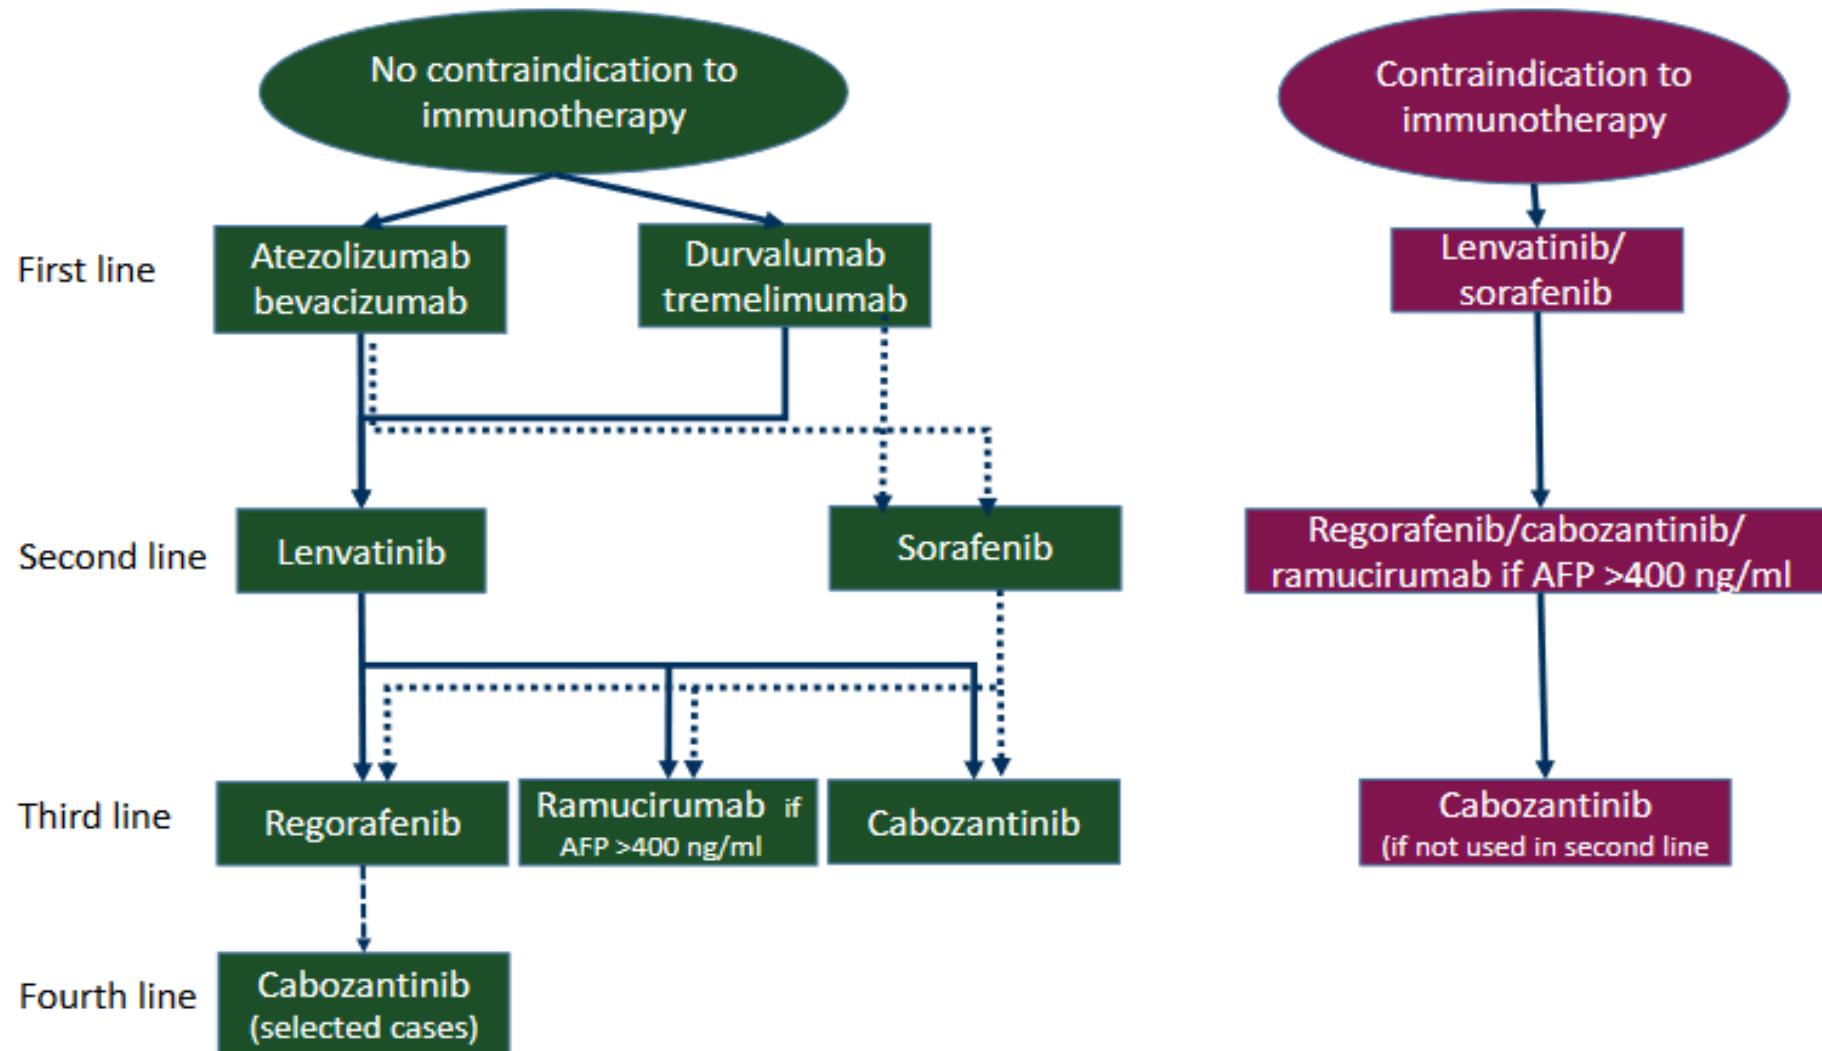 No contraindication to
immunotherapy
Contraindication to
immunotherapy
First line
Atezolizumab
bevacizumab
Durvalumab
tremelimumab
Lenvatinib/
sorafenib
Second line
Lenvatinib
Sorafenib
Regorafenib/cabozantinib/
ramucirumab if AFP >400 ng/ml
Third line
Regorafenib
Ramucirumab if
AFP >400 ng/ml
Cabozantinib
Cabozantinib
(if not used in second line
Fourth line
Cabozantinib
(selected cases)